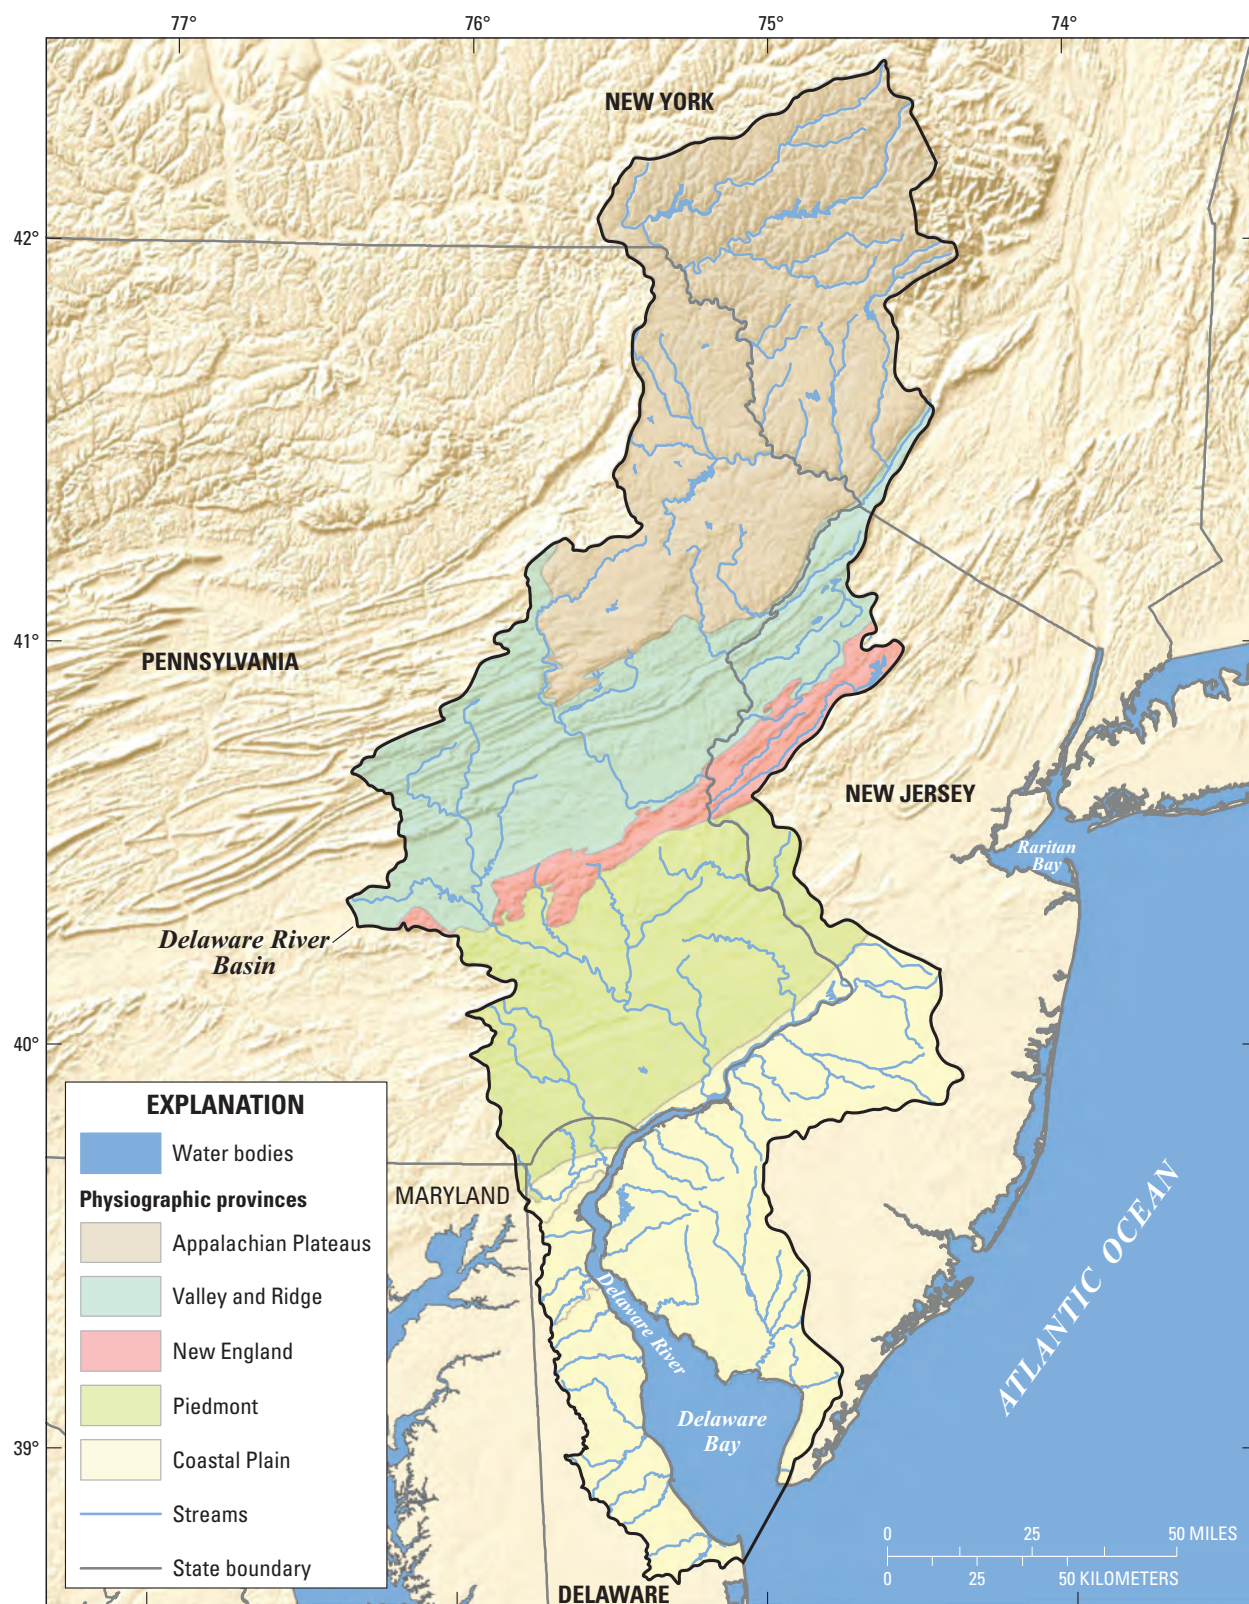 77°
76°
75°
74°
NEW YORK
42°
41°
PENNSYLVANIA
NEW JERSEY
Raritan
Bay
Delaware River
Basin
40°
EXPLANATION
Water bodies
Physiographic provinces
Appalachian Plateaus
Valley and Ridge
New England
Piedmont
Coastal Plain
Streams
State boundary
MARYLAND
Delaware River
ATLANTIC OCEAN
Delaware
Bay
39°
0 25 50 MILES
0 25 50 KILOMETERS
DELAWARE